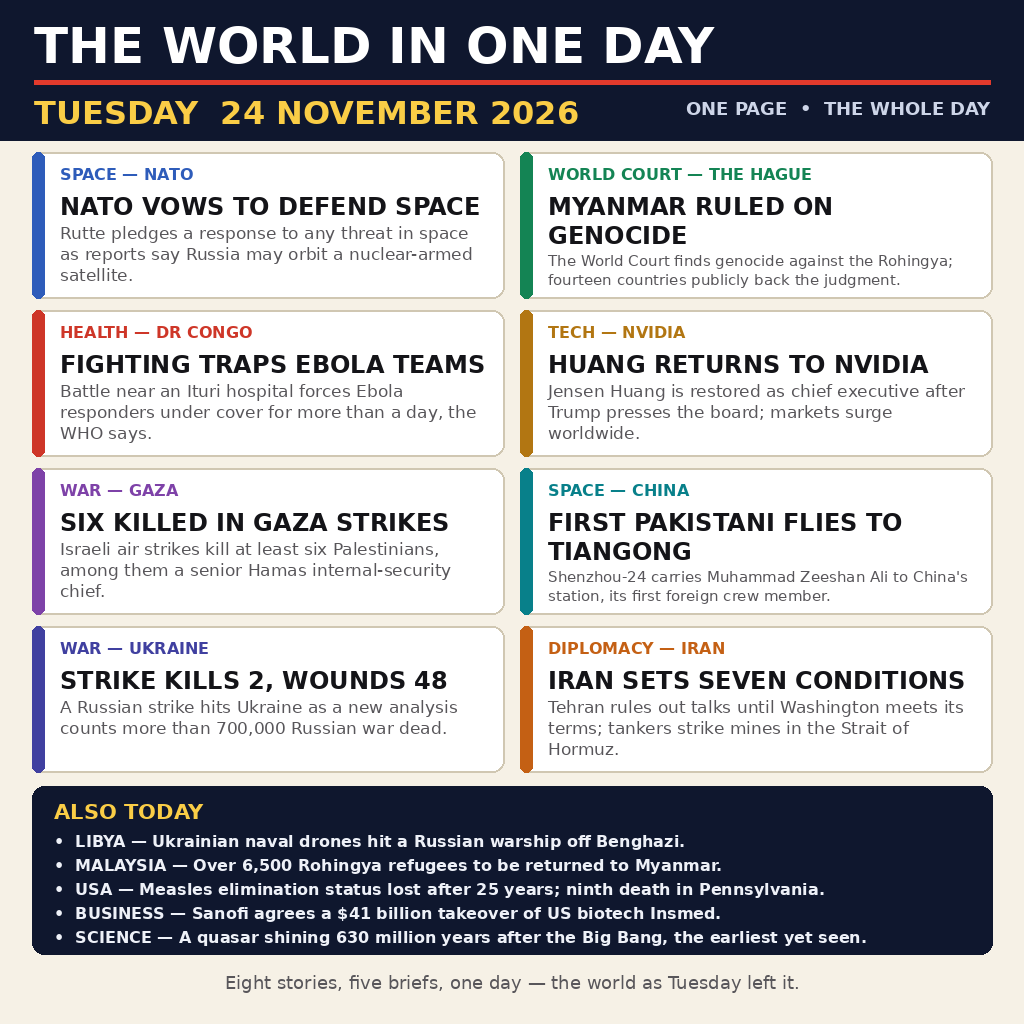 THE WORLD IN ONE DAY
TUESDAY  24 NOVEMBER 2026
ONE PAGE • THE WHOLE DAY
SPACE — NATO
NATO VOWS TO DEFEND SPACE
Rutte pledges a response to any threat in space
as reports say Russia may orbit a nuclear-armed
satellite.
WORLD COURT — THE HAGUE
MYANMAR RULED ON
GENOCIDE
The World Court finds genocide against the Rohingya;
fourteen countries publicly back the judgment.
HEALTH — DR CONGO
FIGHTING TRAPS EBOLA TEAMS
Battle near an Ituri hospital forces Ebola
responders under cover for more than a day, the
WHO says.
TECH — NVIDIA
HUANG RETURNS TO NVIDIA
Jensen Huang is restored as chief executive after
Trump presses the board; markets surge
worldwide.
WAR — GAZA
SIX KILLED IN GAZA STRIKES
Israeli air strikes kill at least six Palestinians,
among them a senior Hamas internal-security
chief.
SPACE — CHINA
FIRST PAKISTANI FLIES TO
TIANGONG
Shenzhou-24 carries Muhammad Zeeshan Ali to China's
station, its first foreign crew member.
WAR — UKRAINE
STRIKE KILLS 2, WOUNDS 48
A Russian strike hits Ukraine as a new analysis
counts more than 700,000 Russian war dead.
DIPLOMACY — IRAN
IRAN SETS SEVEN CONDITIONS
Tehran rules out talks until Washington meets its
terms; tankers strike mines in the Strait of
Hormuz.
ALSO TODAY
• LIBYA — Ukrainian naval drones hit a Russian warship off Benghazi.
• MALAYSIA — Over 6,500 Rohingya refugees to be returned to Myanmar.
• USA — Measles elimination status lost after 25 years; ninth death in Pennsylvania.
• BUSINESS — Sanofi agrees a $41 billion takeover of US biotech Insmed.
• SCIENCE — A quasar shining 630 million years after the Big Bang, the earliest yet seen.
Eight stories, five briefs, one day — the world as Tuesday left it.